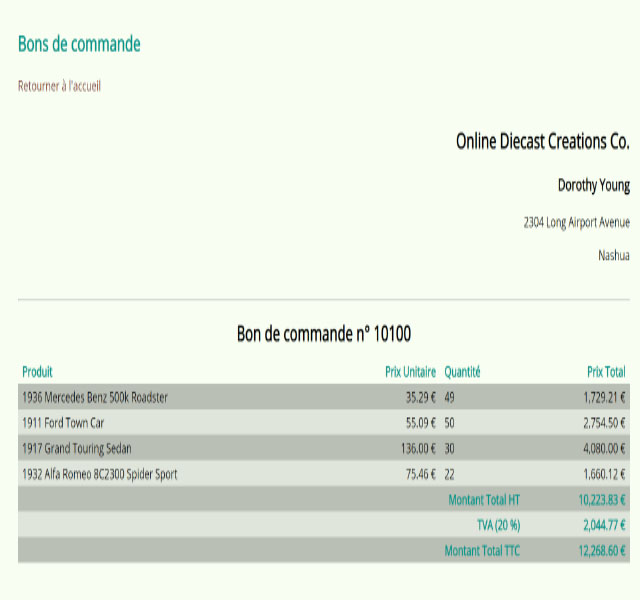 Bons de commande
Retourner à l'accueil
Online Diecast Creations Co.
Dorothy Young
2304 Long Airport Avenue
Nashua
Bon de commande n° 10100
Produit Prix Unitaire Quantité Prix Total
1936 Mercedes Benz 500k Roadster 35.29 € 49 1,729.21 €
1911 Ford Town Car 55.09 € 50 2,754.50 €
1917 Grand Touring Sedan 136.00 € 30 4,080.00 €
1932 Alfa Romeo 8C2300 Spider Sport 75.46 € 22 1,660.12 €
Montant Total HT 10,223.83 €
TVA (20 %) 2,044.77 €
Montant Total TTC 12,268.60 €